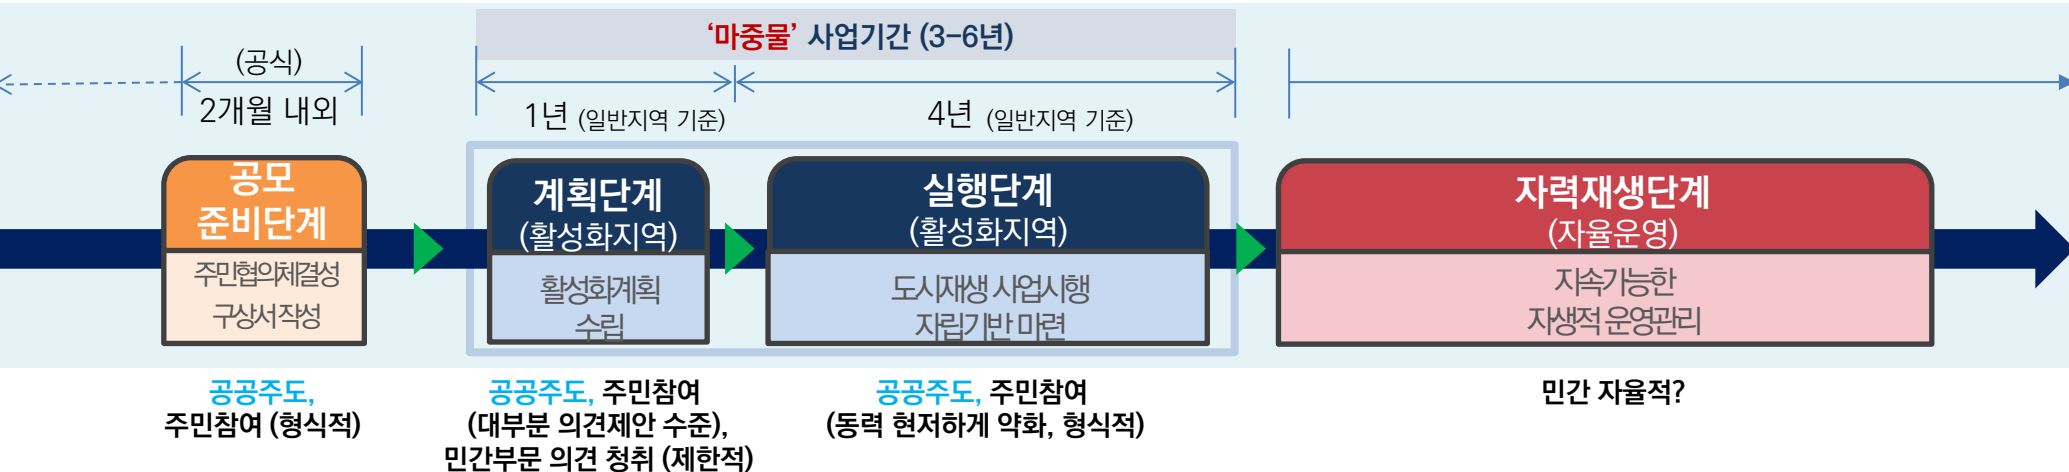 ‘마중물’ 사업기간 (3-6년)
(공식)
2개월 내외
1년 (일반지역 기준)
4년 (일반지역 기준)
공모
준비단계
주민협의체결성
구상서 작성
계획단계
(활성화지역)
활성화계획
수립
실행단계
(활성화지역)
도시재생 사업시행
자립기반 마련
자력재생단계
(자율운영)
지속가능한
자생적 운영관리
공공주도,
주민참여 (형식적)
공공주도, 주민참여
(대부분 의견제안 수준),
민간부문 의견 청취 (제한적)
공공주도, 주민참여
(동력 현저하게 약화, 형식적)
민간 자율적?